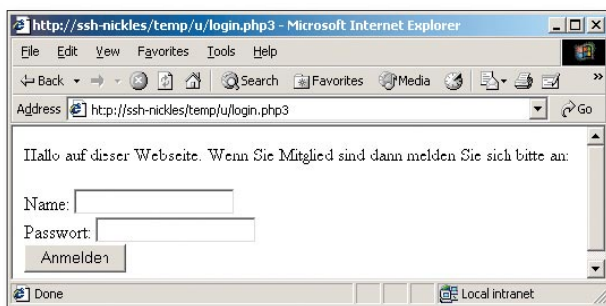 http://ssh-nickles/temp/u/login.php3 - Microsoft Internet Explorer
File Edit View Favorites Tools Help
Back Search Favorites Media »
Address http://ssh-nickles/temp/u/login.php3 Go
Hallo auf dieser Webseite. Wenn Sie Mitglied sind dann melden Sie sich bitte an:
Name:
Passwort:
Anmelden
Done Local intranet